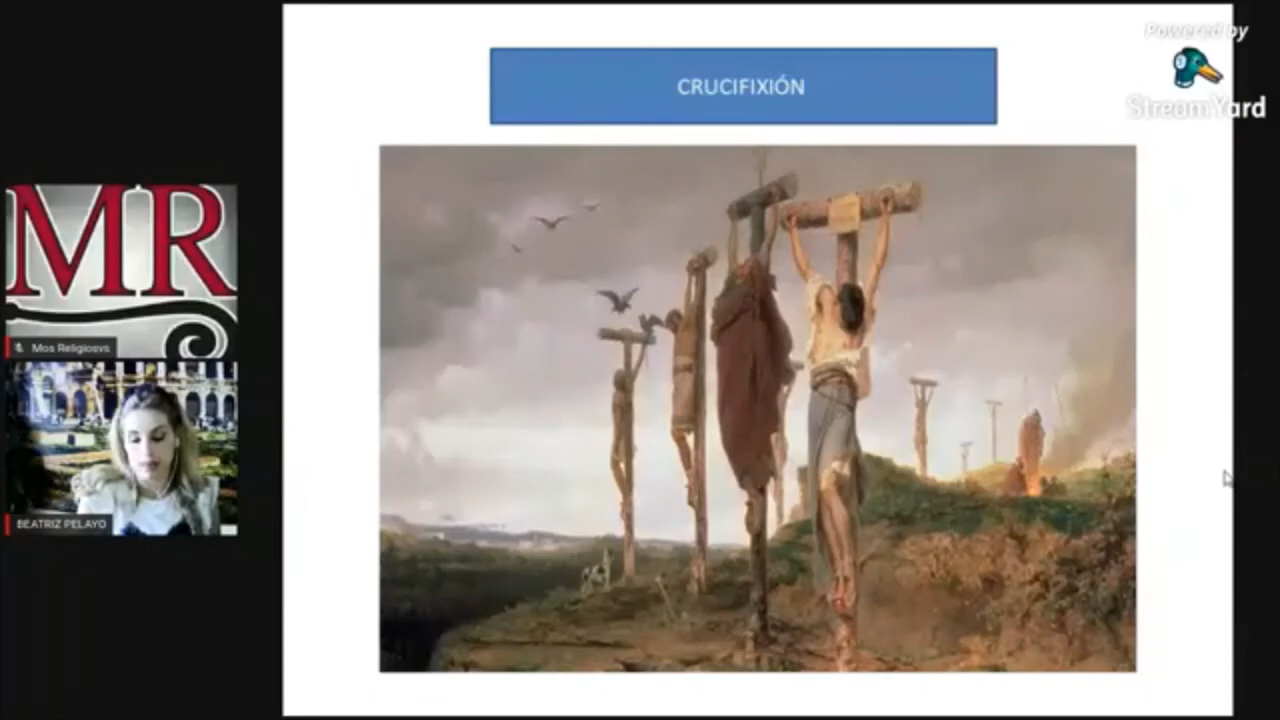 CRUCIFIXIÓN
Powered by
StreamYard
MR
Mos Religiosvs
BEATRIZ PELAYO